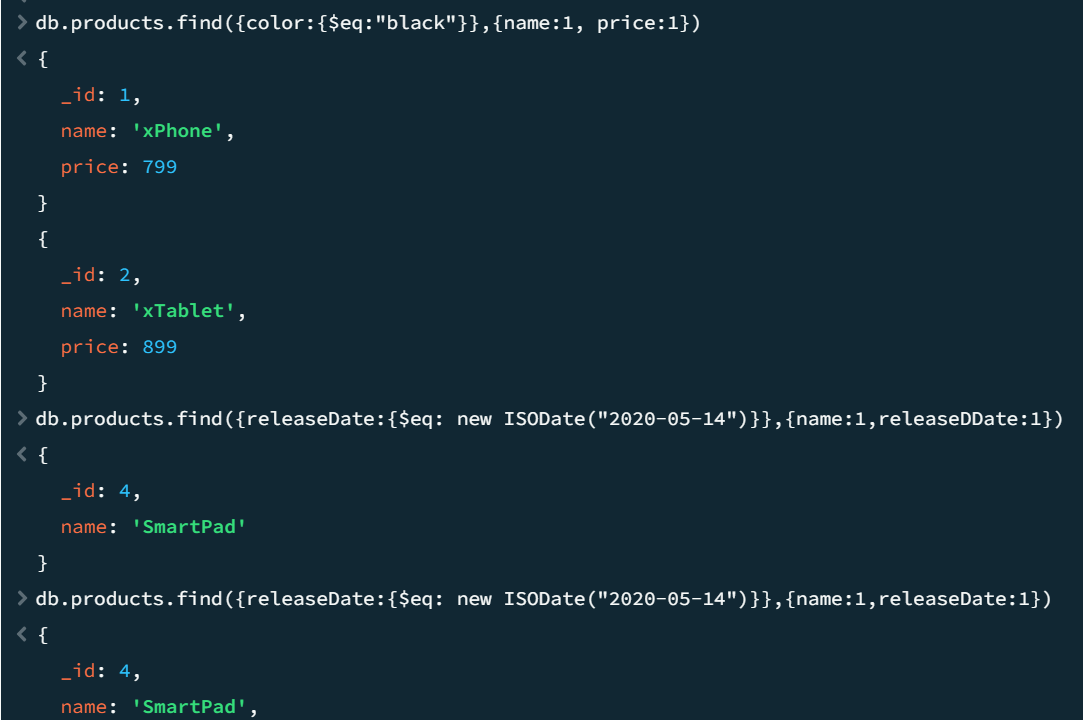 > db.products.find({color:{$eq:"black"}},{name:1, price:1})
< {
_id: 1,
name: 'xPhone',
price: 799
}
{
_id: 2,
name: 'xTablet',
price: 899
}
> db.products.find({releaseDate:{$eq: new ISODate("2020-05-14")}},{name:1,releaseDDate:1})
< {
_id: 4,
name: 'SmartPad'
}
> db.products.find({releaseDate:{$eq: new ISODate("2020-05-14")}},{name:1,releaseDate:1})
< {
_id: 4,
name: 'SmartPad',